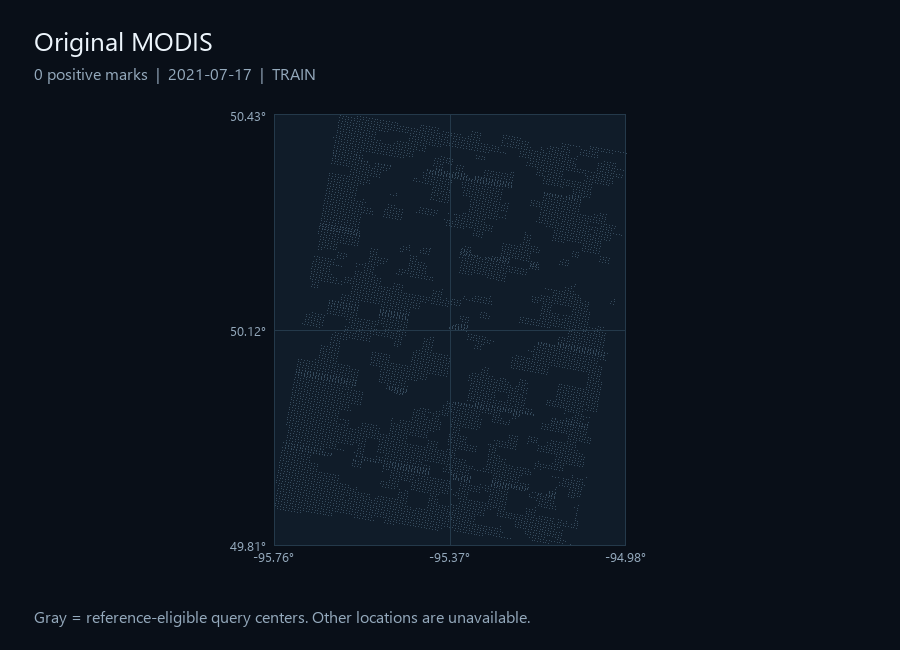 Original MODIS
0 positive marks | 2021-07-17 | TRAIN
50.43°
50.12°
49.81°
-95.76°
-95.37°
-94.98°
Gray = reference-eligible query centers. Other locations are unavailable.